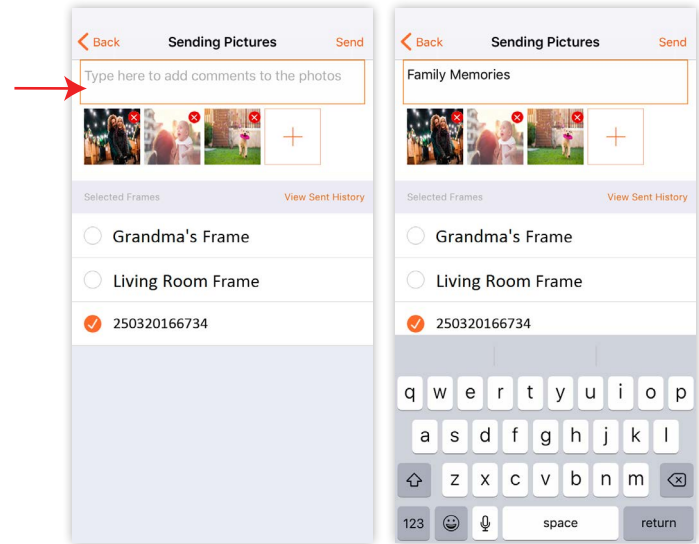 Back Sending Pictures Send
Type here to add comments to the photos
Selected Frames View Sent History
Grandma's Frame
Living Room Frame
250320166734
Back Sending Pictures Send
Family Memories
Selected Frames View Sent History
Grandma's Frame
Living Room Frame
250320166734
q w e r t y u i o p
a s d f g h j k l
z x c v b n m
123 space return